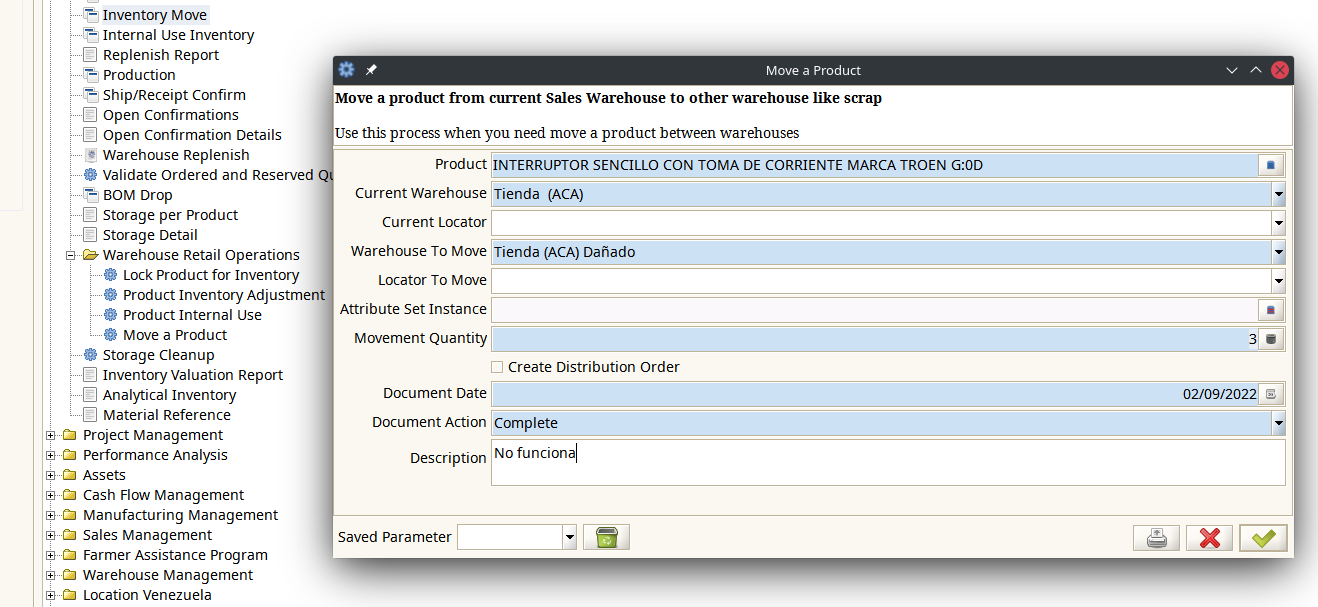 Inventory Move
Internal Use Inventory
Replenish Report
Production
Ship/Receipt Confirm
Open Confirmations
Open Confirmation Details
Warehouse Replenish
Validate Ordered and Reserved Qu
BOM Drop
Storage per Product
Storage Detail
Warehouse Retail Operations
Lock Product for Inventory
Product Inventory Adjustment
Product Internal Use
Move a Product
Storage Cleanup
Inventory Valuation Report
Analytical Inventory
Material Reference
Project Management
Performance Analysis
Assets
Cash Flow Management
Manufacturing Management
Sales Management
Farmer Assistance Program
Warehouse Management
Location Venezuela
Move a Product
Move a product from current Sales Warehouse to other warehouse like scrap
Use this process when you need move a product between warehouses
Product INTERRUPTOR SENCILLO CON TOMA DE CORRIENTE MARCA TROEN G:0D
Current Warehouse Tienda (ACA)
Current Locator
Warehouse To Move Tienda (ACA) Dañado
Locator To Move
Attribute Set Instance
Movement Quantity 3
Create Distribution Order
Document Date 02/09/2022
Document Action Complete
Description No funciona
Saved Parameter